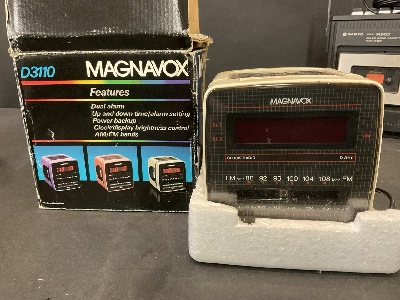 D3110 MAGNAVOX
Features
Dual alarm
Up and down time/alarm setting
Power backup
Clock/display brightness control
AM/FM bands
MAGNAVOX
FM 88 92 96 100 104 108 FM
SANYO